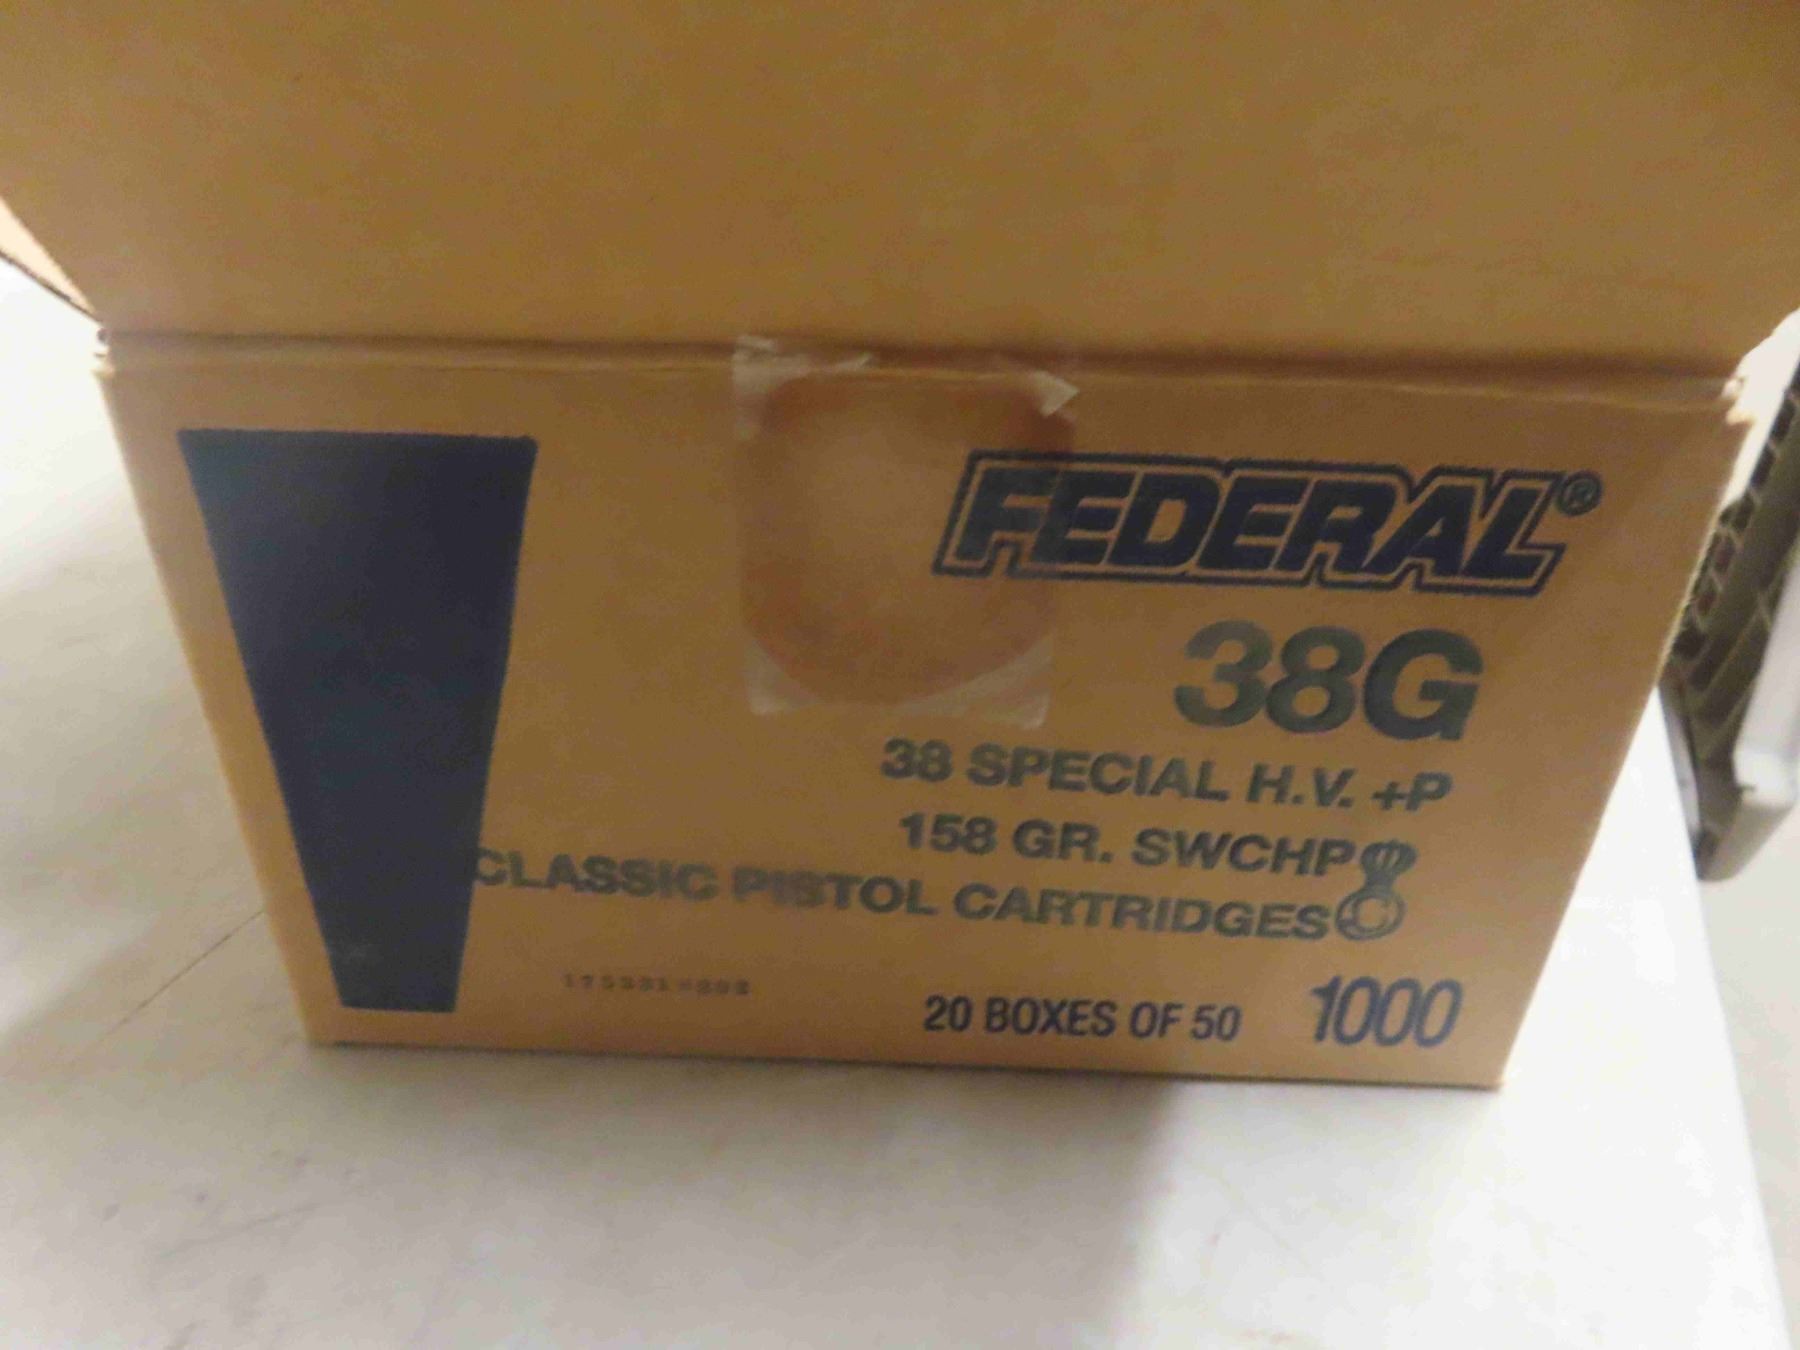 FEDERAL®
38G
38 SPECIAL H.V. +P
158 GR. SWCHP
CLASSIC PISTOL CARTRIDGES
20 BOXES OF 50 1000